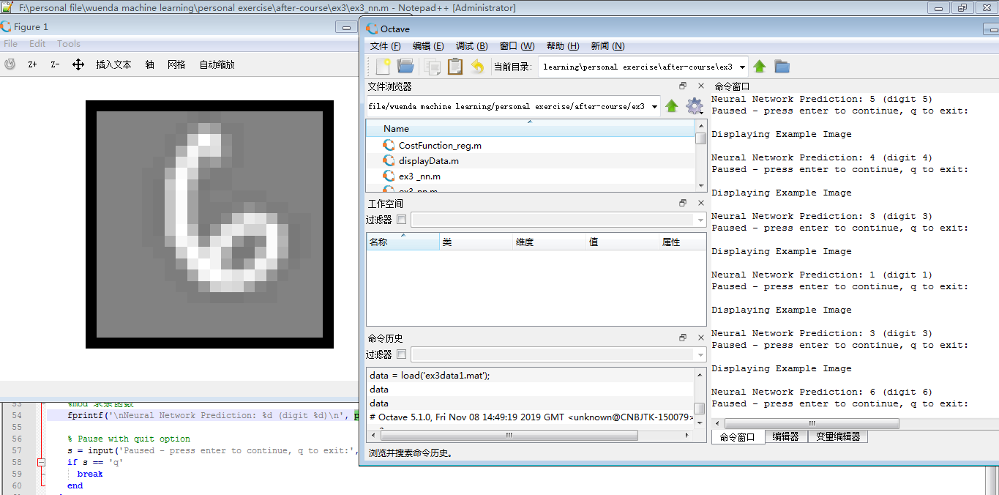 F:\personal file\wuenda machine learning\personal exercise\after-course\ex3\ex3_nn.m - Notepad++ [Administrator]
Figure 1
File Edit Tools
Z+ Z- 插入文本 轴 网格 自动缩放
53 %mod 求余函数
54 fprintf('\nNeural Network Prediction: %d (digit %d)\n', p
55
56 % Pause with quit option
57 s = input('Paused - press enter to continue, q to exit:',
58 if s == 'q'
59 break
60 end
Octave
文件 (F) 编辑 (E) 调试 (B) 窗口 (W) 帮助 (H) 新闻 (N)
当前目录: learning\personal exercise\after-course\ex3
文件浏览器
file/wuenda machine learning/personal exercise/after-course/ex3
Name
CostFunction_reg.m
displayData.m
ex3 _nn.m
ex3_nn.m
工作空间
过滤器
名称 类 维度 值 属性
命令历史
过滤器
data = load('ex3data1.mat');
data
data
# Octave 5.1.0, Fri Nov 08 14:49:19 2019 GMT <unknown@CNBJTK-150079>
浏览并搜索命令历史。
命令窗口
Neural Network Prediction: 5 (digit 5)
Paused - press enter to continue, q to exit:
Displaying Example Image
Neural Network Prediction: 4 (digit 4)
Paused - press enter to continue, q to exit:
Displaying Example Image
Neural Network Prediction: 3 (digit 3)
Paused - press enter to continue, q to exit:
Displaying Example Image
Neural Network Prediction: 1 (digit 1)
Paused - press enter to continue, q to exit:
Displaying Example Image
Neural Network Prediction: 3 (digit 3)
Paused - press enter to continue, q to exit:
Displaying Example Image
Neural Network Prediction: 6 (digit 6)
Paused - press enter to continue, q to exit:
命令窗口 编辑器 变量编辑器